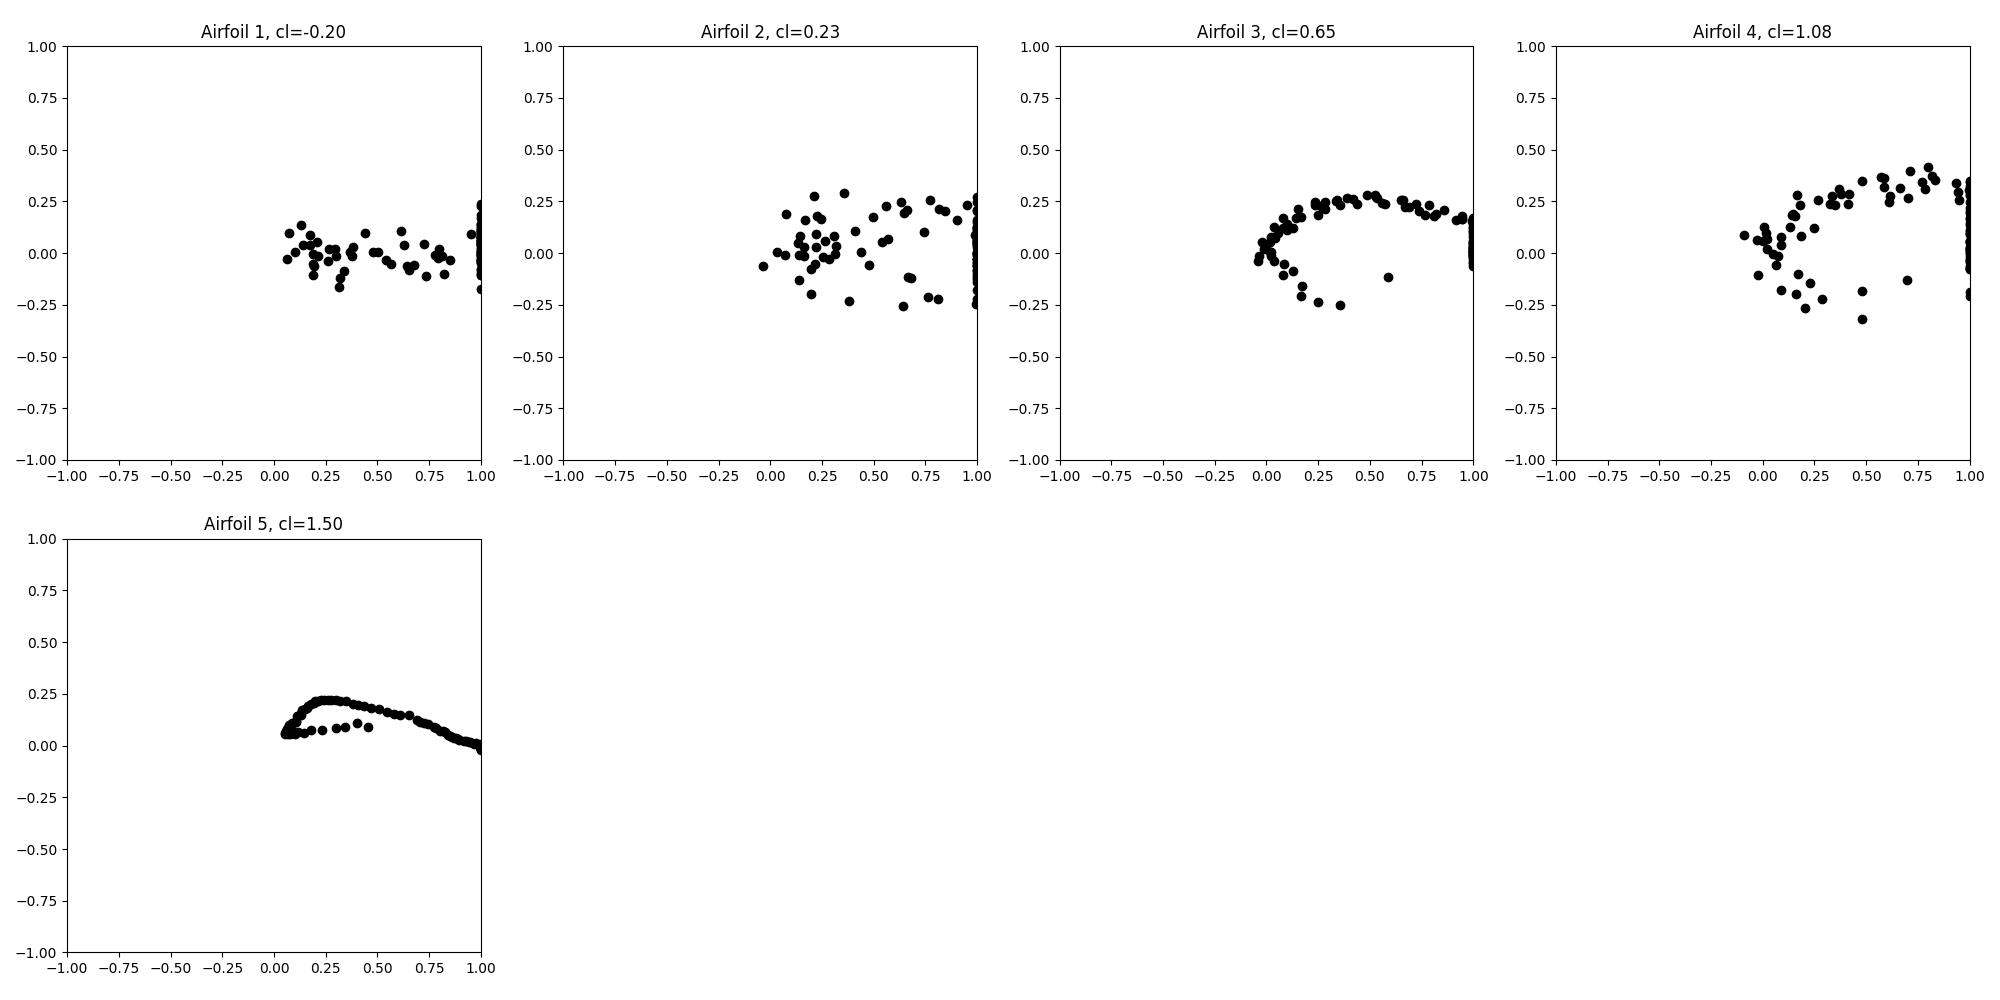 Airfoil 1, cl=-0.20
Airfoil 2, cl=0.23
Airfoil 3, cl=0.65
Airfoil 4, cl=1.08
1.00 1.00 1.00 1.00
0.75 0.75 0.75 0.75
0.50 0.50 0.50 0.50
0.25 0.25 0.25 0.25
0.00 0.00 0.00 0.00
−0.25 −0.25 −0.25 −0.25
−0.50 −0.50 −0.50 −0.50
−0.75 −0.75 −0.75 −0.75
−1.00 −1.00 −1.00 −1.00
−1.00 −0.75 −0.50 −0.25 0.00 0.25 0.50 0.75 1.00
−1.00 −0.75 −0.50 −0.25 0.00 0.25 0.50 0.75 1.00
−1.00 −0.75 −0.50 −0.25 0.00 0.25 0.50 0.75 1.00
−1.00 −0.75 −0.50 −0.25 0.00 0.25 0.50 0.75 1.00
Airfoil 5, cl=1.50
1.00
0.75
0.50
0.25
0.00
−0.25
−0.50
−0.75
−1.00
−1.00 −0.75 −0.50 −0.25 0.00 0.25 0.50 0.75 1.00